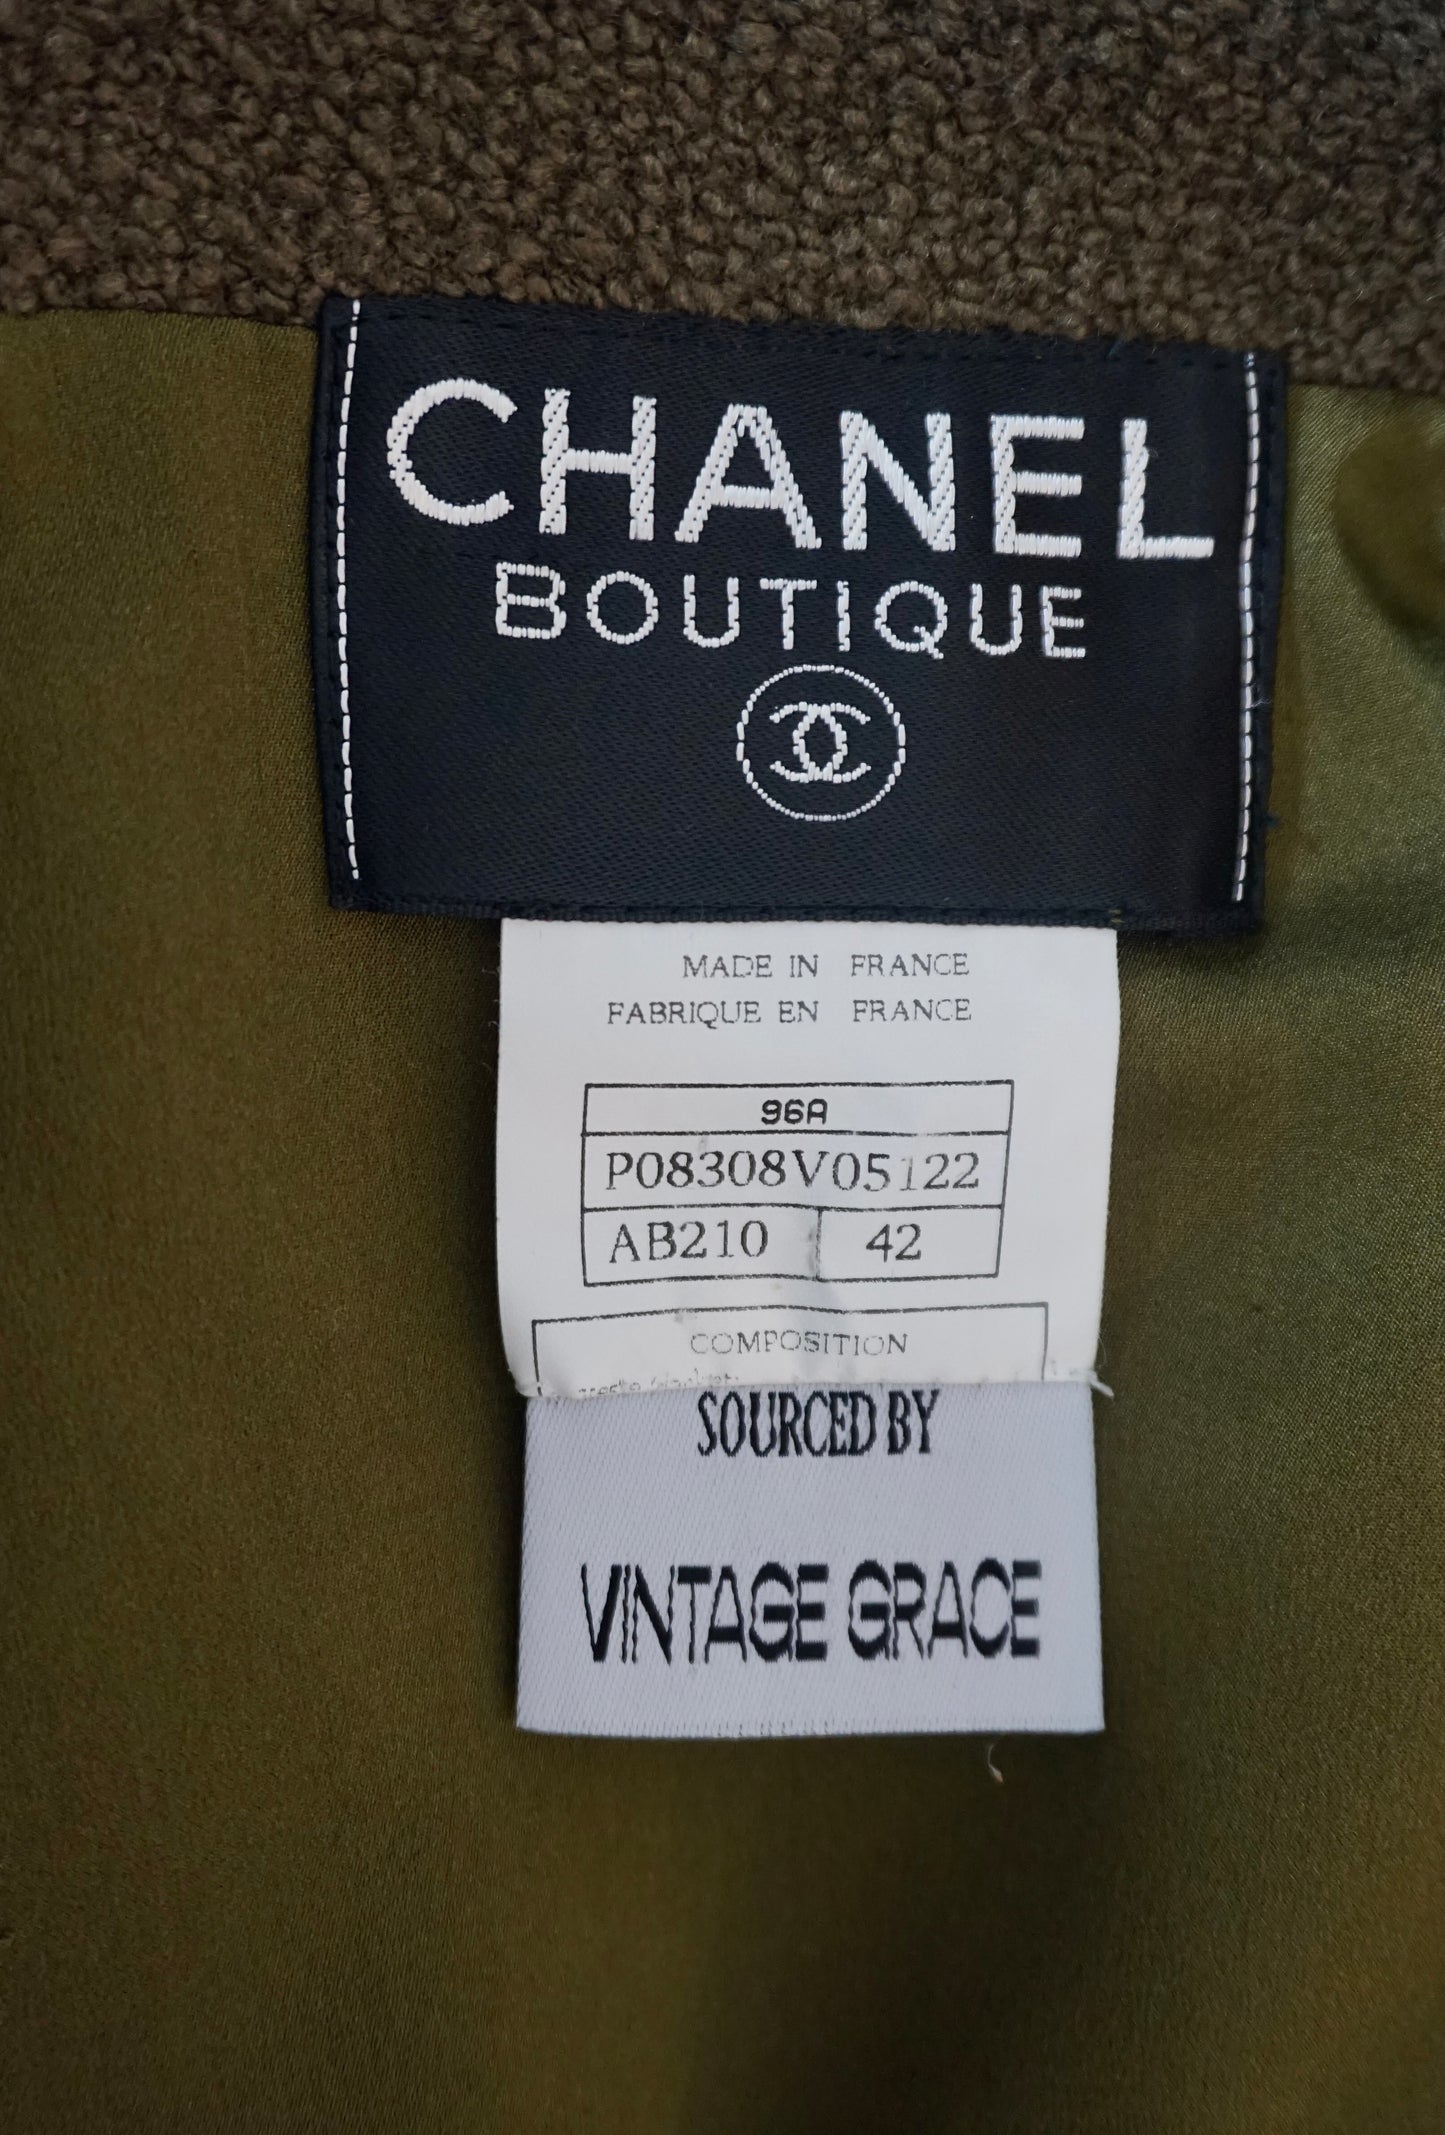 CHANEL
BOUTIQUE
MADE IN FRANCE
FABRIQUE EN FRANCE
96A
P08308V05122
AB210 42
COMPOSITION
SOURCED BY
VINTAGE GRACE